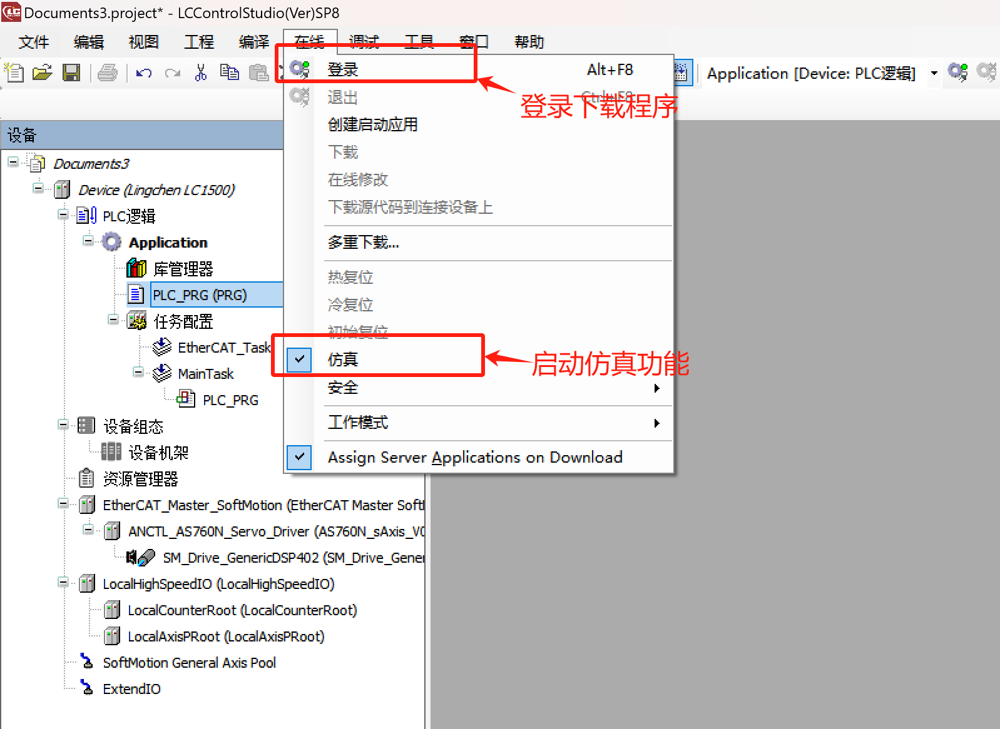 Documents3.project* - LCControlStudio(Ver)SP8
文件 编辑 视图 工程 编译 在线 调试 工具 窗口 帮助
Application [Device: PLC逻辑]
登录 Alt+F8
退出 Ctrl+F8
登录下载程序
创建启动应用
下载
在线修改
下载源代码到连接设备上
多重下载...
热复位
冷复位
初始复位
仿真
启动仿真功能
安全
工作模式
Assign Server Applications on Download
设备
Documents3
Device (Lingchen LC1500)
PLC逻辑
Application
库管理器
PLC_PRG (PRG)
任务配置
EtherCAT_Task
MainTask
PLC_PRG
设备组态
设备机架
资源管理器
EtherCAT_Master_SoftMotion (EtherCAT Master Soft
ANCTL_AS760N_Servo_Driver (AS760N_sAxis_V0
SM_Drive_GenericDSP402 (SM_Drive_Gener
LocalHighSpeedIO (LocalHighSpeedIO)
LocalCounterRoot (LocalCounterRoot)
LocalAxisPRoot (LocalAxisPRoot)
SoftMotion General Axis Pool
ExtendIO